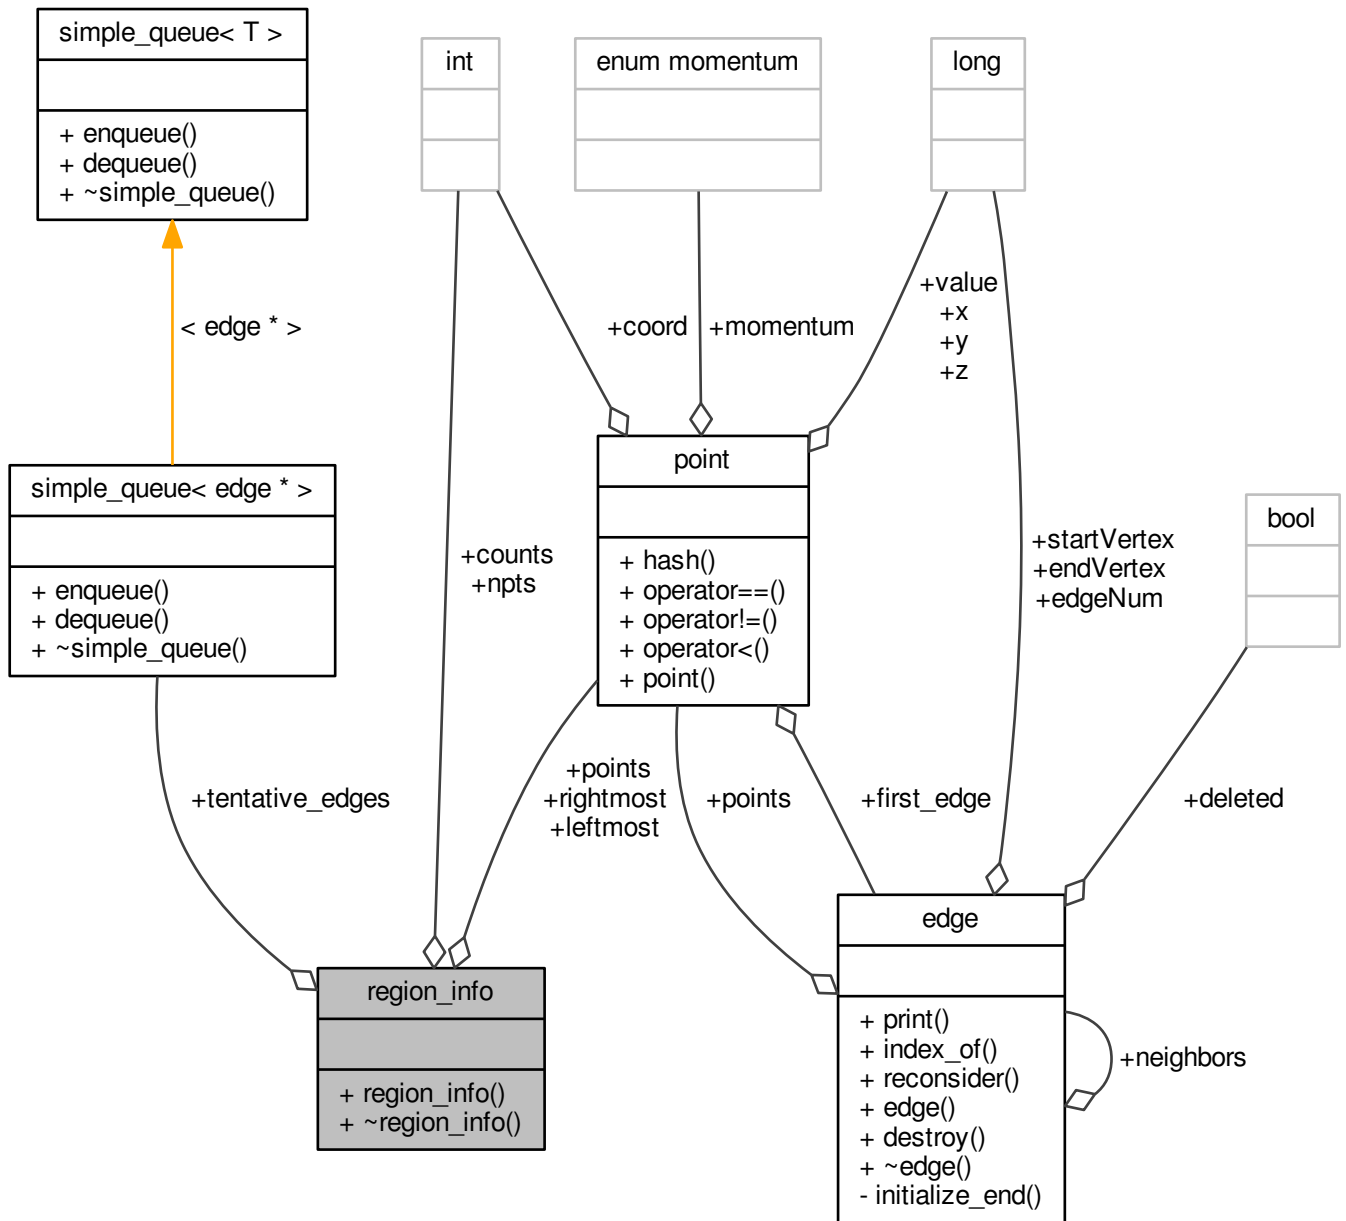 simple_queue< T >
+ enqueue()
+ dequeue()
+ ~simple_queue()
int
enum momentum
long
< edge * >
+coord
+momentum
+value
+x
+y
+z
simple_queue< edge * >
+ enqueue()
+ dequeue()
+ ~simple_queue()
+counts
+npts
point
+ hash()
+ operator==()
+ operator!=()
+ operator<()
+ point()
+startVertex
+endVertex
+edgeNum
bool
+tentative_edges
+points
+rightmost
+leftmost
+points
+first_edge
+deleted
region_info
+ region_info()
+ ~region_info()
edge
+ print()
+ index_of()
+ reconsider()
+ edge()
+ destroy()
+ ~edge()
- initialize_end()
+neighbors